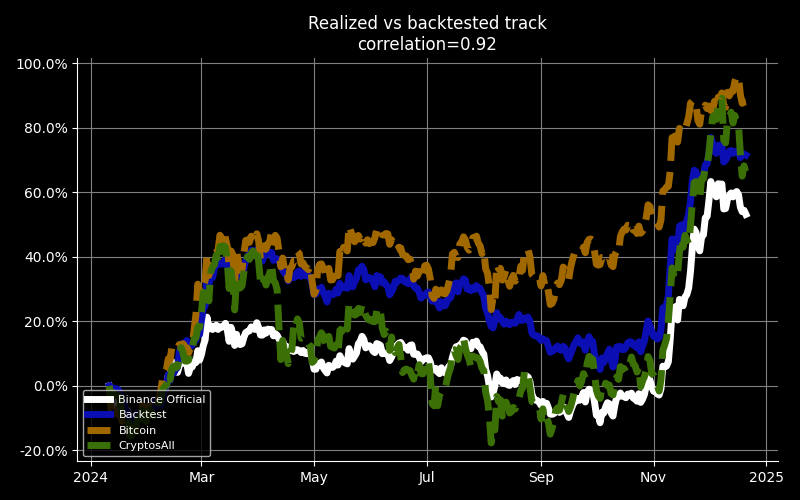 Realized vs backtested track
correlation=0.92
100.0%
80.0%
60.0%
40.0%
20.0%
0.0%
-20.0%
Binance Official
Backtest
Bitcoin
CryptosAll
2024
Mar
May
Jul
Sep
Nov
2025